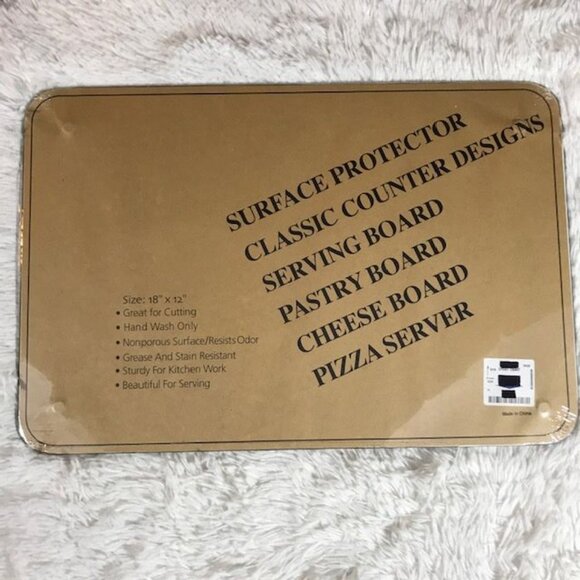 SURFACE PROTECTOR
CLASSIC COUNTER DESIGNS
SERVING BOARD
PASTRY BOARD
CHEESE BOARD
PIZZA SERVER
Size: 18" x 12"
• Great for Cutting
• Hand Wash Only
• Nonporous Surface/Resists Odor
• Grease And Stain Resistant
• Sturdy For Kitchen Work
• Beautiful For Serving
Made in China